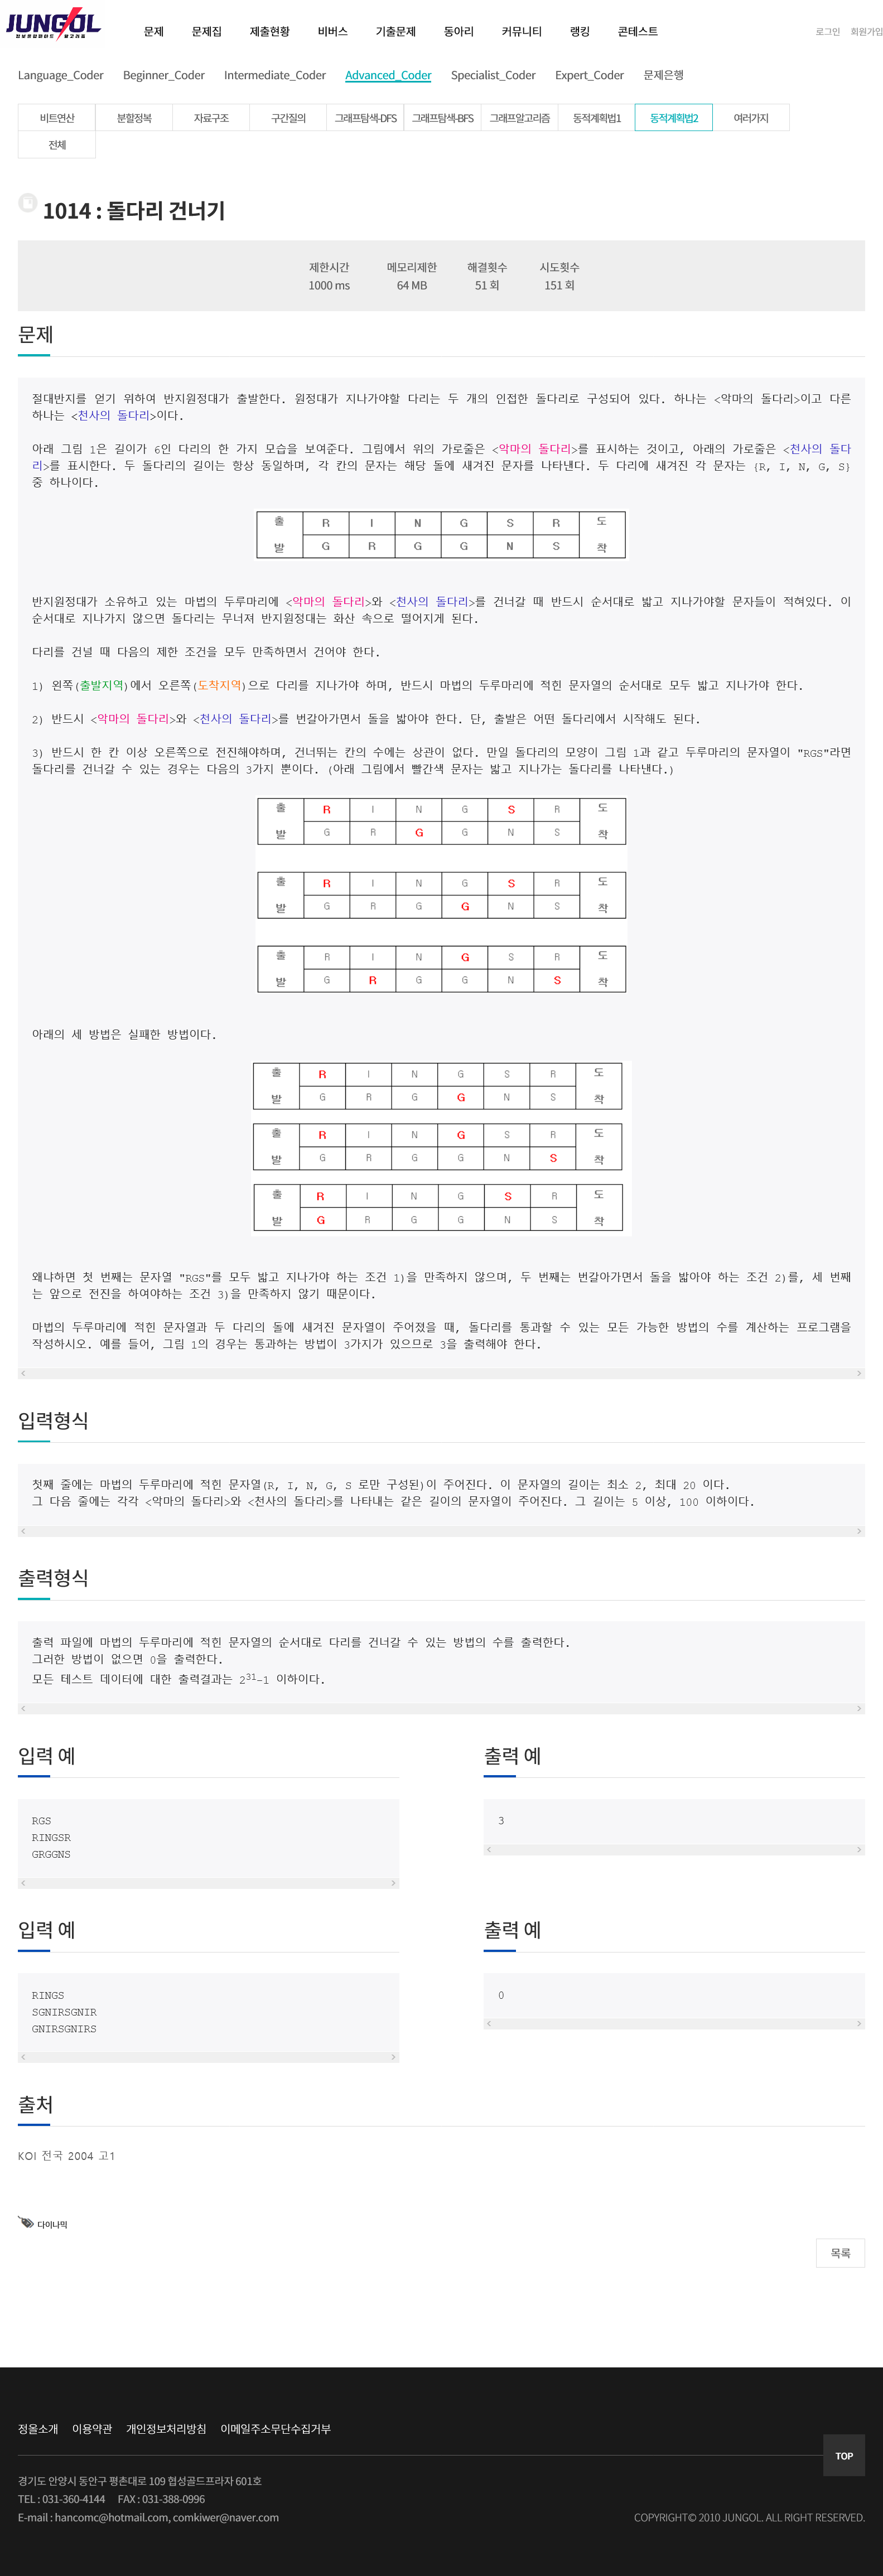 JUNGOL
문제 문제집 제출현황 비버스 기출문제 동아리 커뮤니티 랭킹 콘테스트
로그인 회원가입
Language_Coder Beginner_Coder Intermediate_Coder Advanced_Coder Specialist_Coder Expert_Coder 문제은행
비트연산 분할정복 자료구조 구간질의 그래프탐색-DFS 그래프탐색-BFS 그래프알고리즘 동적계획법1 동적계획법2 여러가지
전체
1014 : 돌다리 건너기
제한시간 메모리제한 해결횟수 시도횟수
1000 ms 64 MB 51 회 151 회
문제
절대반지를 얻기 위하여 반지원정대가 출발한다. 원정대가 지나가야할 다리는 두 개의 인접한 돌다리로 구성되어 있다. 하나는 <악마의 돌다리>이고 다른
하나는 <천사의 돌다리>이다.
아래 그림 1은 길이가 6인 다리의 한 가지 모습을 보여준다. 그림에서 위의 가로줄은 <악마의 돌다리>를 표시하는 것이고, 아래의 가로줄은 <천사의 돌다
리>를 표시한다. 두 돌다리의 길이는 항상 동일하며, 각 칸의 문자는 해당 돌에 새겨진 문자를 나타낸다. 두 다리에 새겨진 각 문자는 {R, I, N, G, S}
중 하나이다.
출 R I N G S R 도
발 G R G G N S 착
반지원정대가 소유하고 있는 마법의 두루마리에 <악마의 돌다리>와 <천사의 돌다리>를 건너갈 때 반드시 순서대로 밟고 지나가야할 문자들이 적혀있다. 이
순서대로 지나가지 않으면 돌다리는 무너져 반지원정대는 화산 속으로 떨어지게 된다.
다리를 건널 때 다음의 제한 조건을 모두 만족하면서 건어야 한다.
1) 왼쪽(출발지역)에서 오른쪽(도착지역)으로 다리를 지나가야 하며, 반드시 마법의 두루마리에 적힌 문자열의 순서대로 모두 밟고 지나가야 한다.
2) 반드시 <악마의 돌다리>와 <천사의 돌다리>를 번갈아가면서 돌을 밟아야 한다. 단, 출발은 어떤 돌다리에서 시작해도 된다.
3) 반드시 한 칸 이상 오른쪽으로 전진해야하며, 건너뛰는 칸의 수에는 상관이 없다. 만일 돌다리의 모양이 그림 1과 같고 두루마리의 문자열이 "RGS"라면
돌다리를 건너갈 수 있는 경우는 다음의 3가지 뿐이다. (아래 그림에서 빨간색 문자는 밟고 지나가는 돌다리를 나타낸다.)
출 R I N G S R 도
발 G R G G N S 착
출 R I N G S R 도
발 G R G G N S 착
출 R I N G S R 도
발 G R G G N S 착
아래의 세 방법은 실패한 방법이다.
출 R I N G S R 도
발 G R G G N S 착
출 R I N G S R 도
발 G R G G N S 착
출 R I N G S R 도
발 G R G G N S 착
왜냐하면 첫 번째는 문자열 "RGS"를 모두 밟고 지나가야 하는 조건 1)을 만족하지 않으며, 두 번째는 번갈아가면서 돌을 밟아야 하는 조건 2)를, 세 번째
는 앞으로 전진을 하여야하는 조건 3)을 만족하지 않기 때문이다.
마법의 두루마리에 적힌 문자열과 두 다리의 돌에 새겨진 문자열이 주어졌을 때, 돌다리를 통과할 수 있는 모든 가능한 방법의 수를 계산하는 프로그램을
작성하시오. 예를 들어, 그림 1의 경우는 통과하는 방법이 3가지가 있으므로 3을 출력해야 한다.
입력형식
첫째 줄에는 마법의 두루마리에 적힌 문자열(R, I, N, G, S 로만 구성된)이 주어진다. 이 문자열의 길이는 최소 2, 최대 20 이다.
그 다음 줄에는 각각 <악마의 돌다리>와 <천사의 돌다리>를 나타내는 같은 길이의 문자열이 주어진다. 그 길이는 5 이상, 100 이하이다.
출력형식
출력 파일에 마법의 두루마리에 적힌 문자열의 순서대로 다리를 건너갈 수 있는 방법의 수를 출력한다.
그러한 방법이 없으면 0을 출력한다.
모든 테스트 데이터에 대한 출력결과는 2^31-1 이하이다.
입력 예
RGS
RINGSR
GRGGNS
출력 예
3
입력 예
RINGS
SGNIRSGNIR
GNIRSGNIRS
출력 예
0
출처
KOI 전국 2004 고1
다이나믹
목록
정올소개 이용약관 개인정보처리방침 이메일주소무단수집거부
TOP
경기도 안양시 동안구 평촌대로 109 협성골드프라자 601호
TEL : 031-360-4144 FAX : 031-388-0996
E-mail : hancomc@hotmail.com, comkiwer@naver.com
COPYRIGHT© 2010 JUNGOL. ALL RIGHT RESERVED.